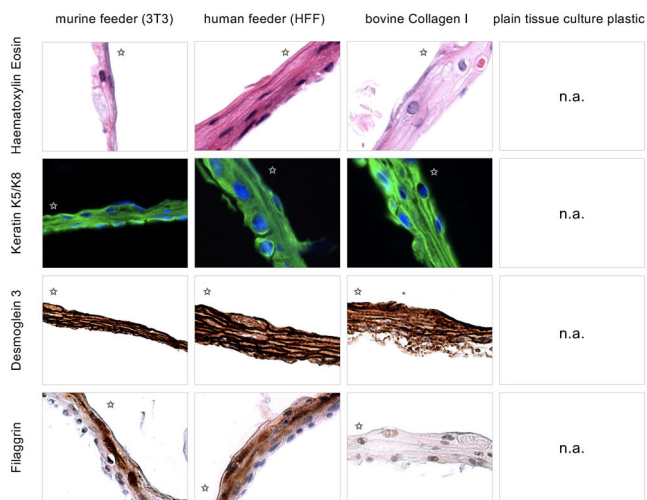 murine feeder (3T3) human feeder (HFF) bovine Collagen I plain tissue culture plastic
Haematoxylin Eosin
n.a.
Keratin K5/K8
n.a.
Desmoglein 3
n.a.
Filaggrin
n.a.